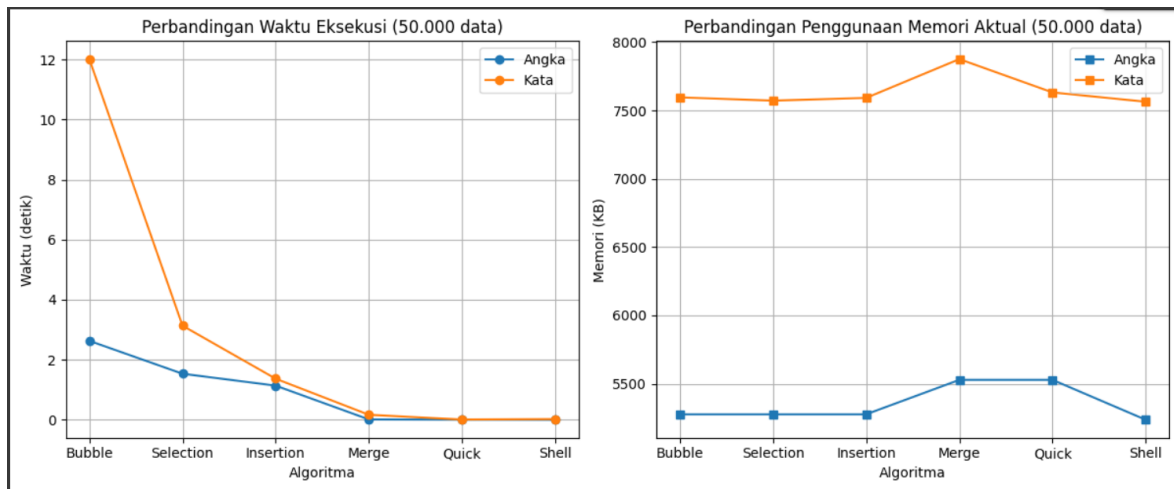 Perbandingan Waktu Eksekusi (50.000 data)
Angka
Kata
12
10
8
6
4
2
0
Waktu (detik)
Bubble Selection Insertion Merge Quick Shell
Algoritma
Perbandingan Penggunaan Memori Aktual (50.000 data)
Angka
Kata
8000
7500
7000
6500
6000
5500
Memori (KB)
Bubble Selection Insertion Merge Quick Shell
Algoritma